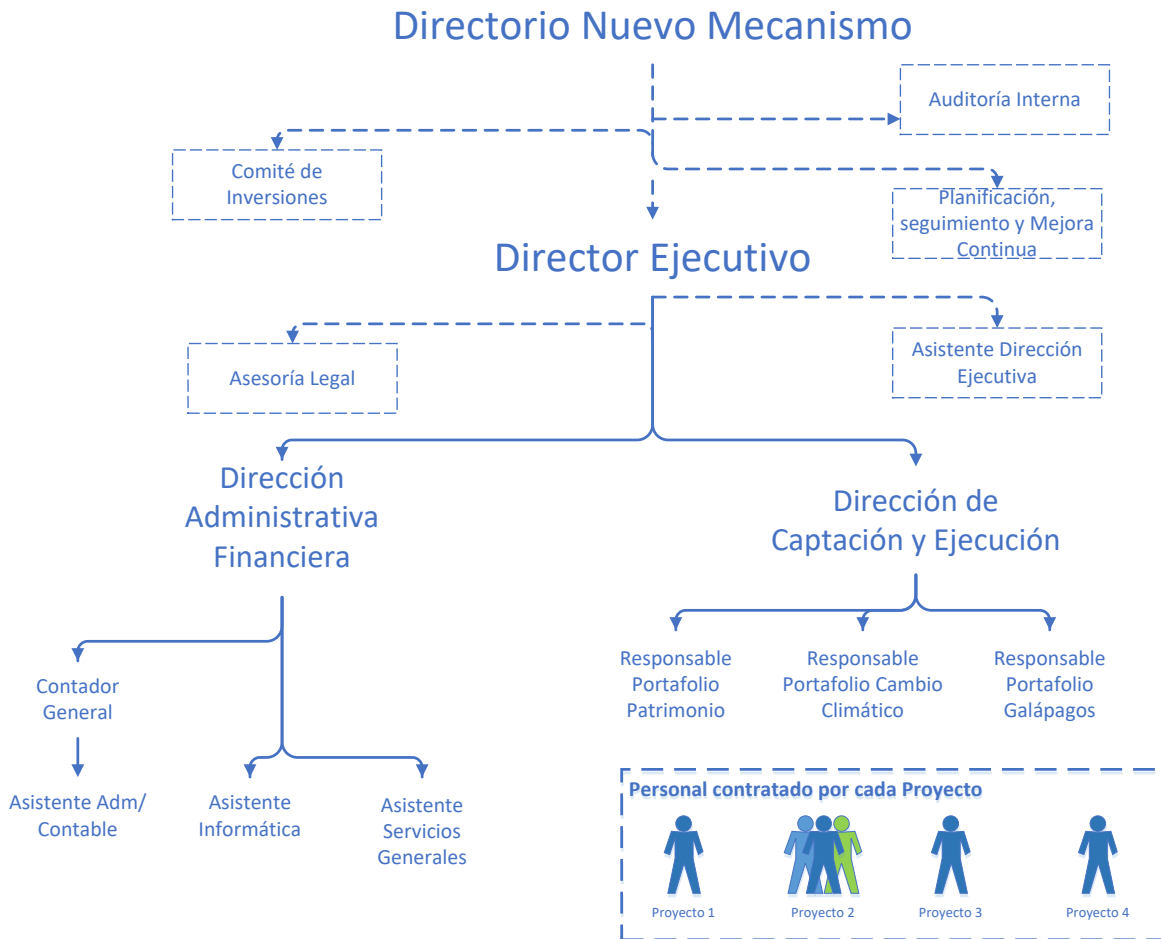 Directorio Nuevo Mecanismo
Auditoría Interna
Comité de
Inversiones
Planificación,
seguimiento y Mejora
Continua
Director Ejecutivo
Asesoría Legal
Asistente Dirección
Ejecutiva
Dirección
Administrativa
Financiera
Dirección de
Captación y Ejecución
Contador
General
Responsable
Portafolio
Patrimonio
Responsable
Portafolio Cambio
Climático
Responsable
Portafolio
Galápagos
Asistente Adm/
Contable
Asistente
Informática
Asistente
Servicios
Generales
Personal contratado por cada Proyecto
Proyecto 1
Proyecto 2
Proyecto 3
Proyecto 4